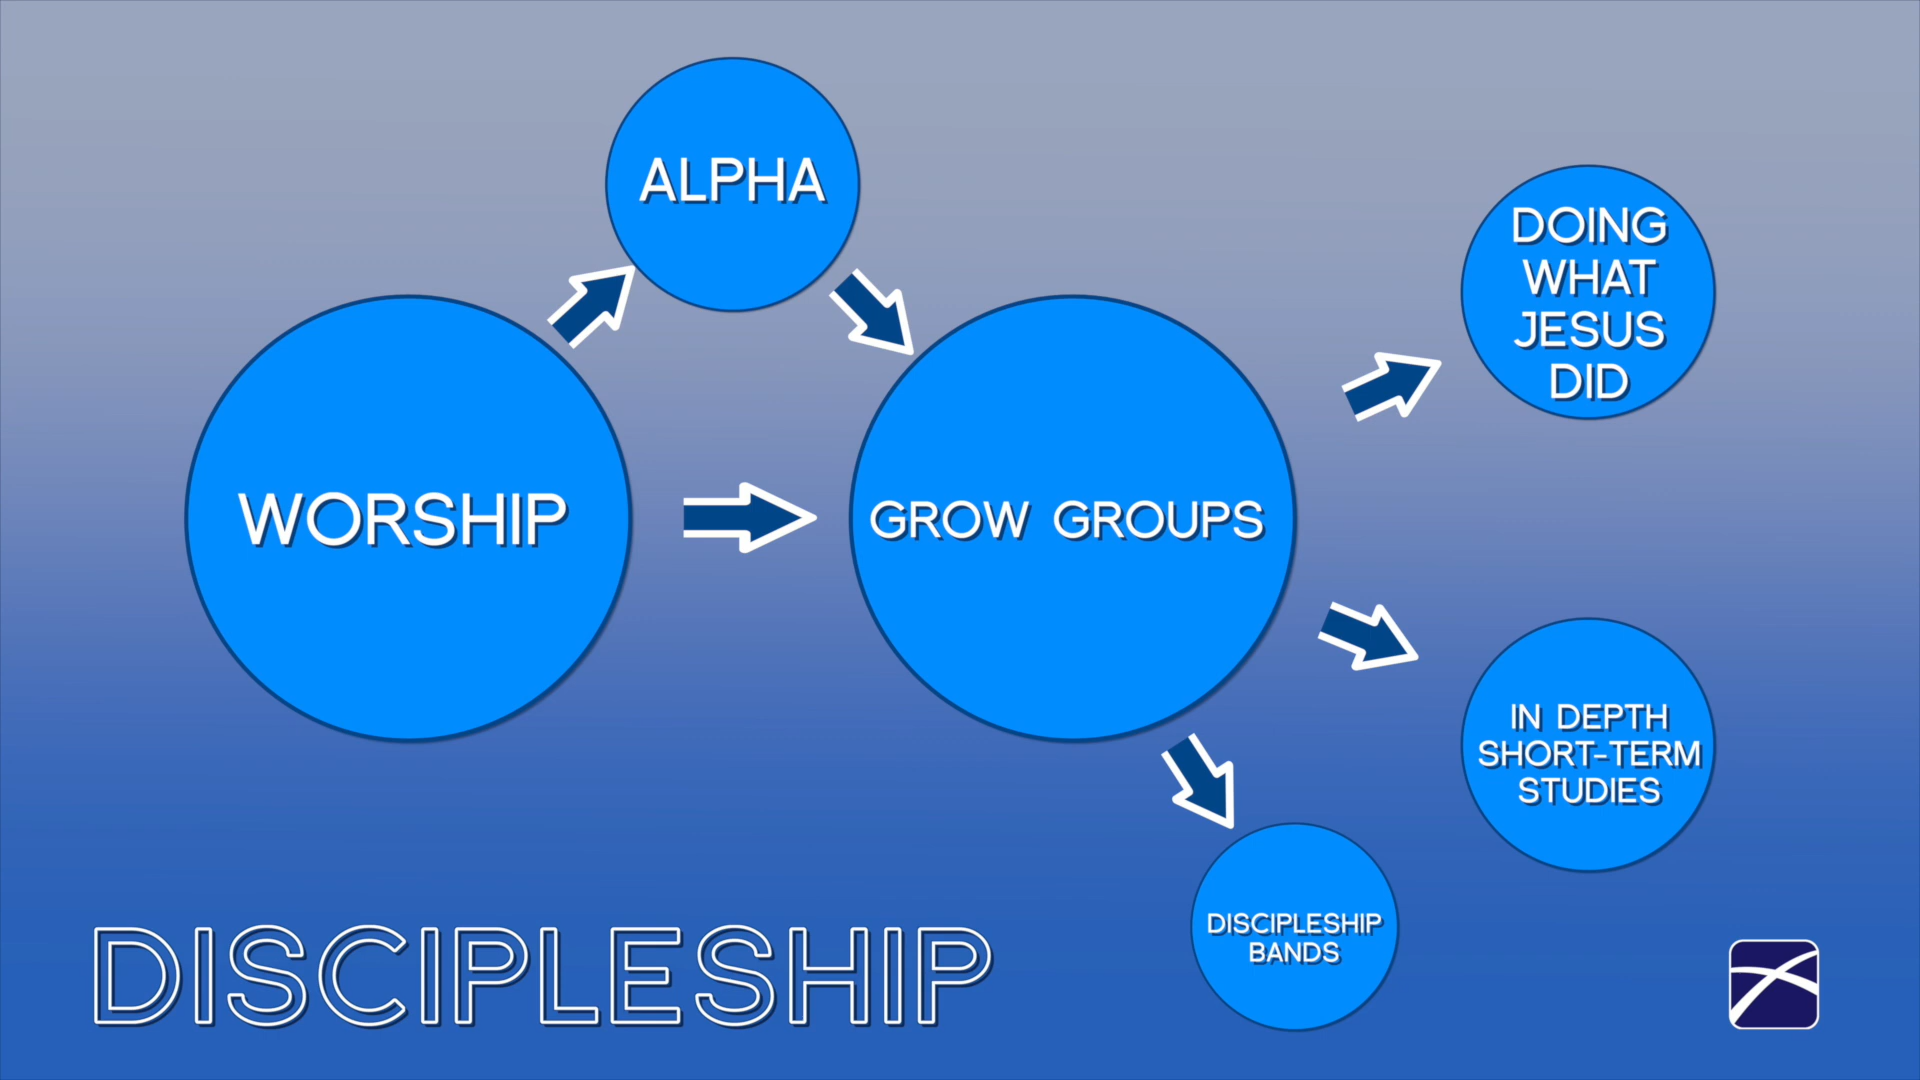 ALPHA
DOING
WHAT
JESUS
DID
WORSHIP
GROW GROUPS
IN DEPTH
SHORT-TERM
STUDIES
DISCIPLESHIP
BANDS
DISCIPLESHIP